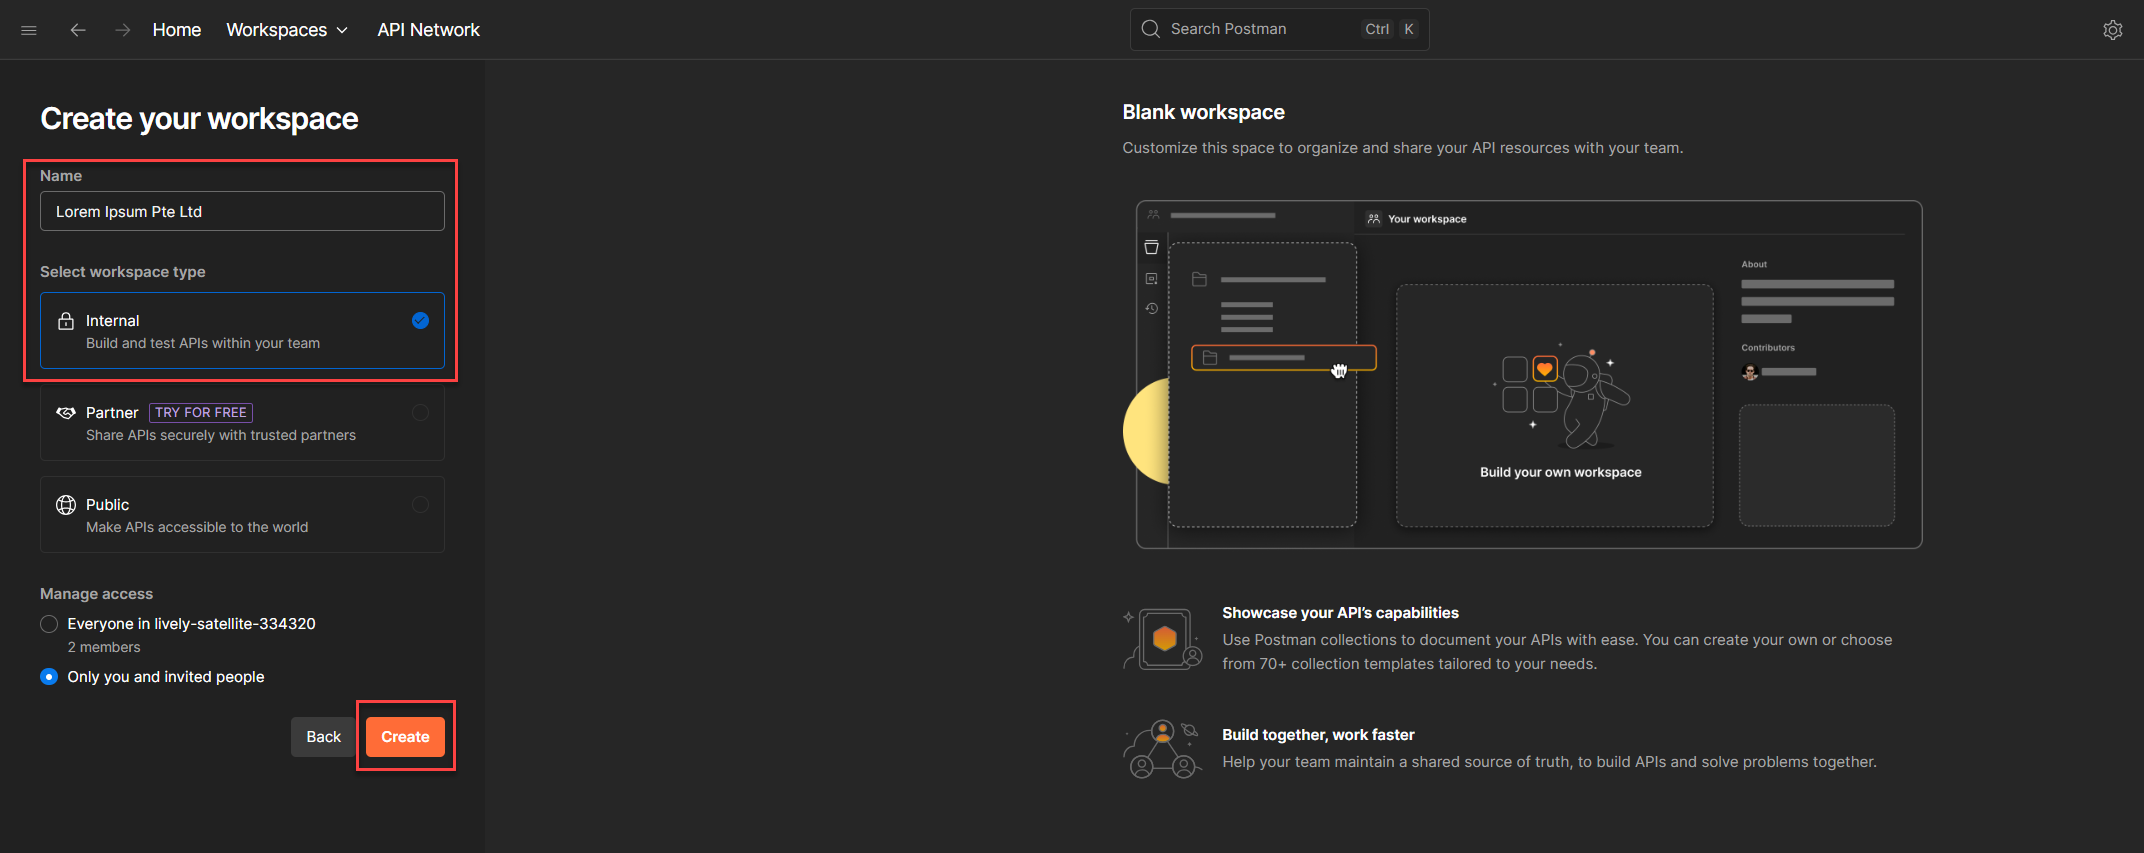 Home Workspaces API Network Search Postman Ctrl K
Create your workspace
Name
Lorem Ipsum Pte Ltd
Select workspace type
Internal
Build and test APIs within your team
Partner TRY FOR FREE
Share APIs securely with trusted partners
Public
Make APIs accessible to the world
Manage access
Everyone in lively-satellite-334320
2 members
Only you and invited people
Back Create
Blank workspace
Customize this space to organize and share your API resources with your team.
Your workspace
About
Contributors
Build your own workspace
Showcase your API’s capabilities
Use Postman collections to document your APIs with ease. You can create your own or choose
from 70+ collection templates tailored to your needs.
Build together, work faster
Help your team maintain a shared source of truth, to build APIs and solve problems together.